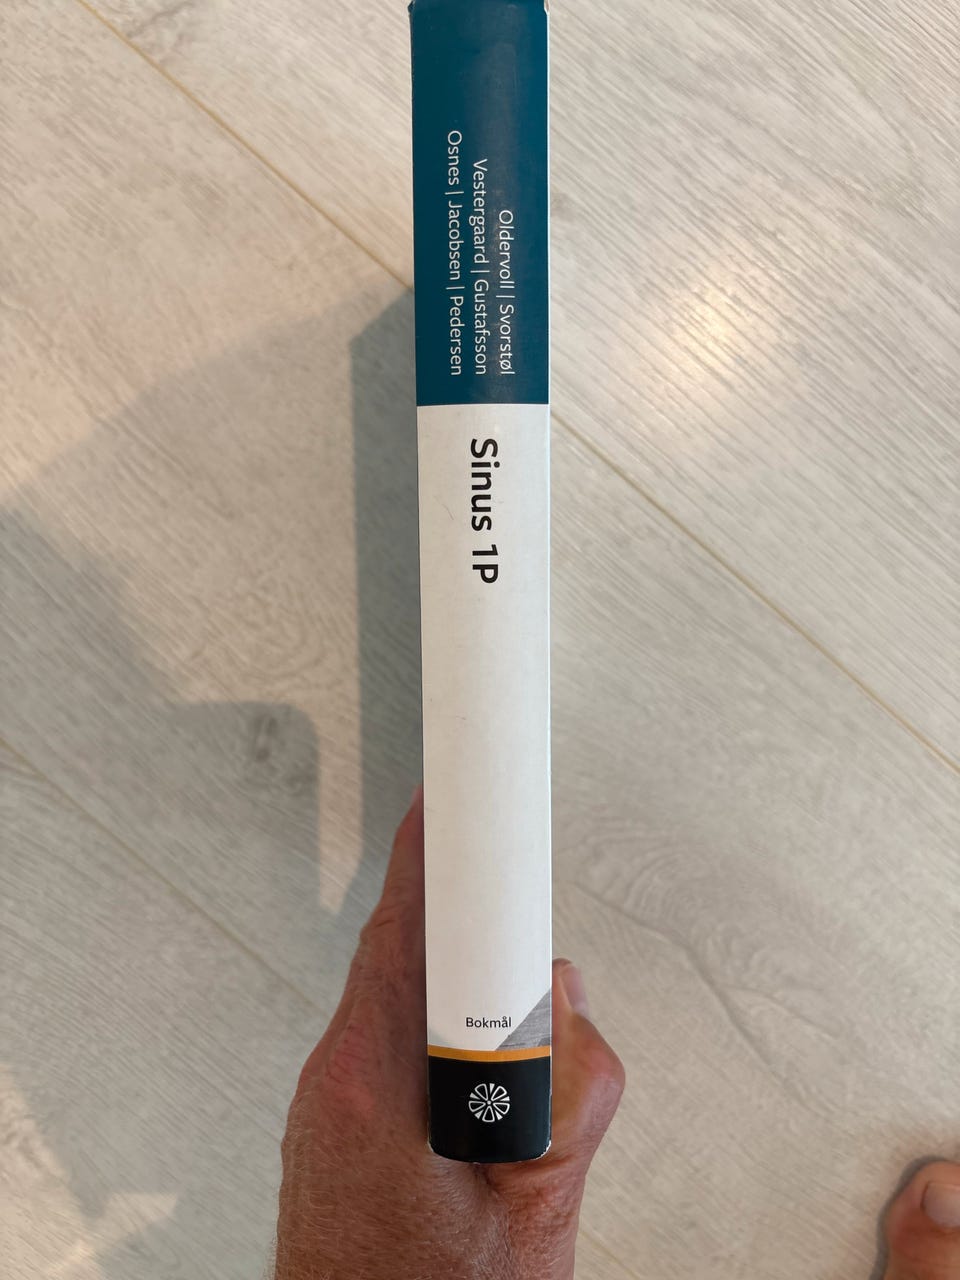 Oldervoll | Svorstøl
Vestergaard | Gustafsson
Osnes | Jacobsen | Pedersen
Sinus 1P
Bokmål